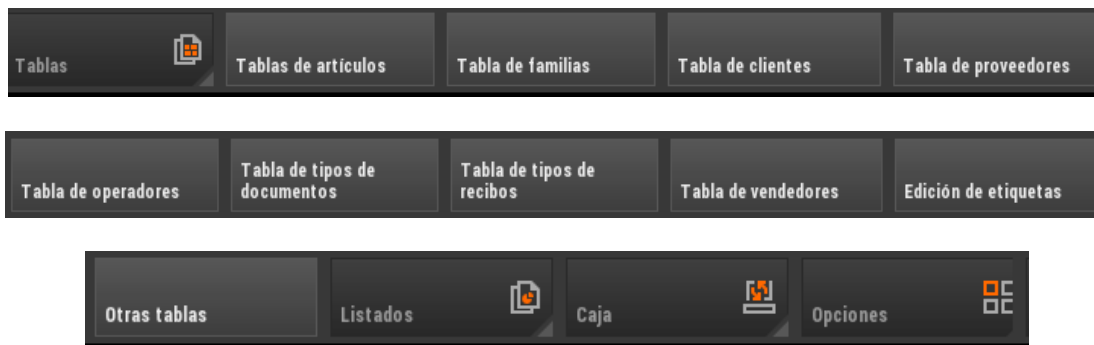 Tablas
Tablas de artículos
Tabla de familias
Tabla de clientes
Tabla de proveedores
Tabla de operadores
Tabla de tipos de
documentos
Tabla de tipos de
recibos
Tabla de vendedores
Edición de etiquetas
Otras tablas
Listados
Caja
Opciones